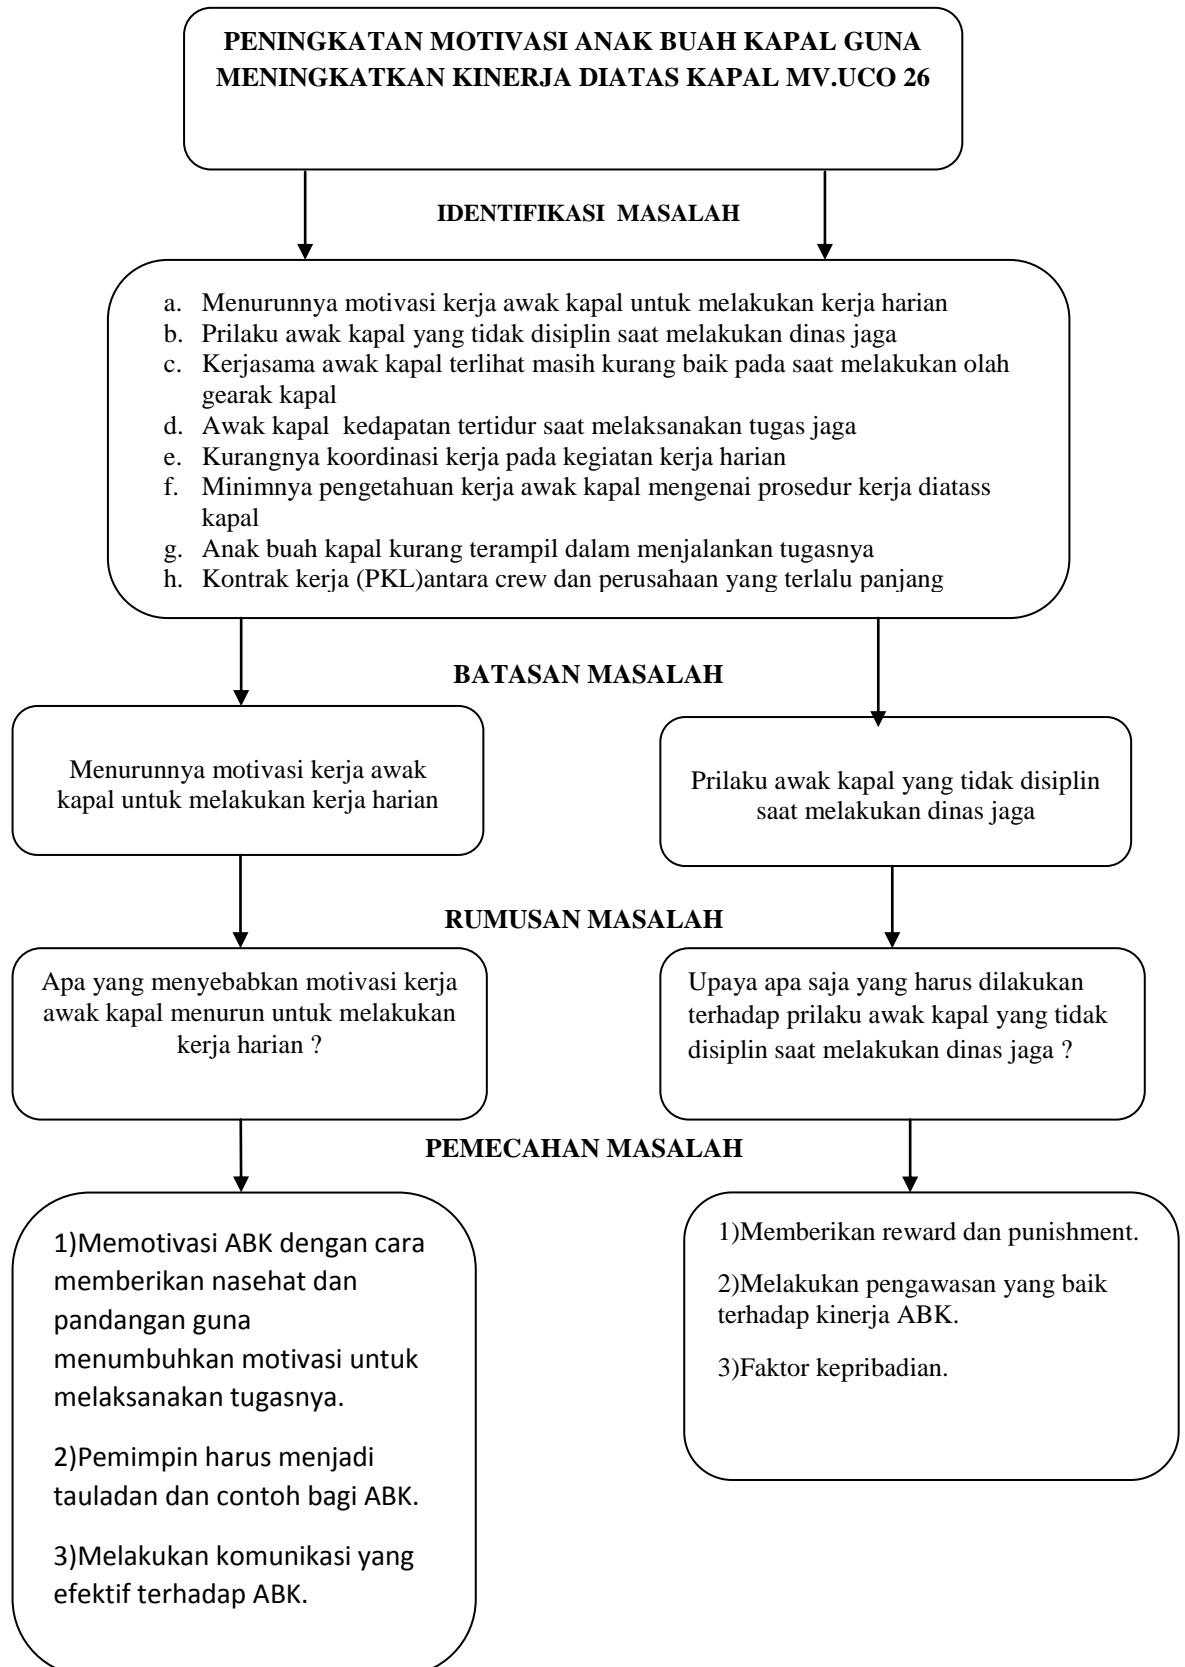 PENINGKATAN MOTIVASI ANAK BUAH KAPAL GUNA
MENINGKATKAN KINERJA DIATAS KAPAL MV.UCO 26
IDENTIFIKASI MASALAH
a. Menurunnya motivasi kerja awak kapal untuk melakukan kerja harian
b. Prilaku awak kapal yang tidak disiplin saat melakukan dinas jaga
c. Kerjasama awak kapal terlihat masih kurang baik pada saat melakukan olah
gearak kapal
d. Awak kapal kedapatan tertidur saat melaksanakan tugas jaga
e. Kurangnya koordinasi kerja pada kegiatan kerja harian
f. Minimnya pengetahuan kerja awak kapal mengenai prosedur kerja diatass
kapal
g. Anak buah kapal kurang terampil dalam menjalankan tugasnya
h. Kontrak kerja (PKL)antara crew dan perusahaan yang terlalu panjang
BATASAN MASALAH
Menurunnya motivasi kerja awak
kapal untuk melakukan kerja harian
Prilaku awak kapal yang tidak disiplin
saat melakukan dinas jaga
RUMUSAN MASALAH
Apa yang menyebabkan motivasi kerja
awak kapal menurun untuk melakukan
kerja harian ?
Upaya apa saja yang harus dilakukan
terhadap prilaku awak kapal yang tidak
disiplin saat melakukan dinas jaga ?
PEMECAHAN MASALAH
1)Memotivasi ABK dengan cara
memberikan nasehat dan
pandangan guna
menumbuhkan motivasi untuk
melaksanakan tugasnya.
2)Pemimpin harus menjadi
tauladan dan contoh bagi ABK.
3)Melakukan komunikasi yang
efektif terhadap ABK.
1)Memberikan reward dan punishment.
2)Melakukan pengawasan yang baik
terhadap kinerja ABK.
3)Faktor kepribadian.